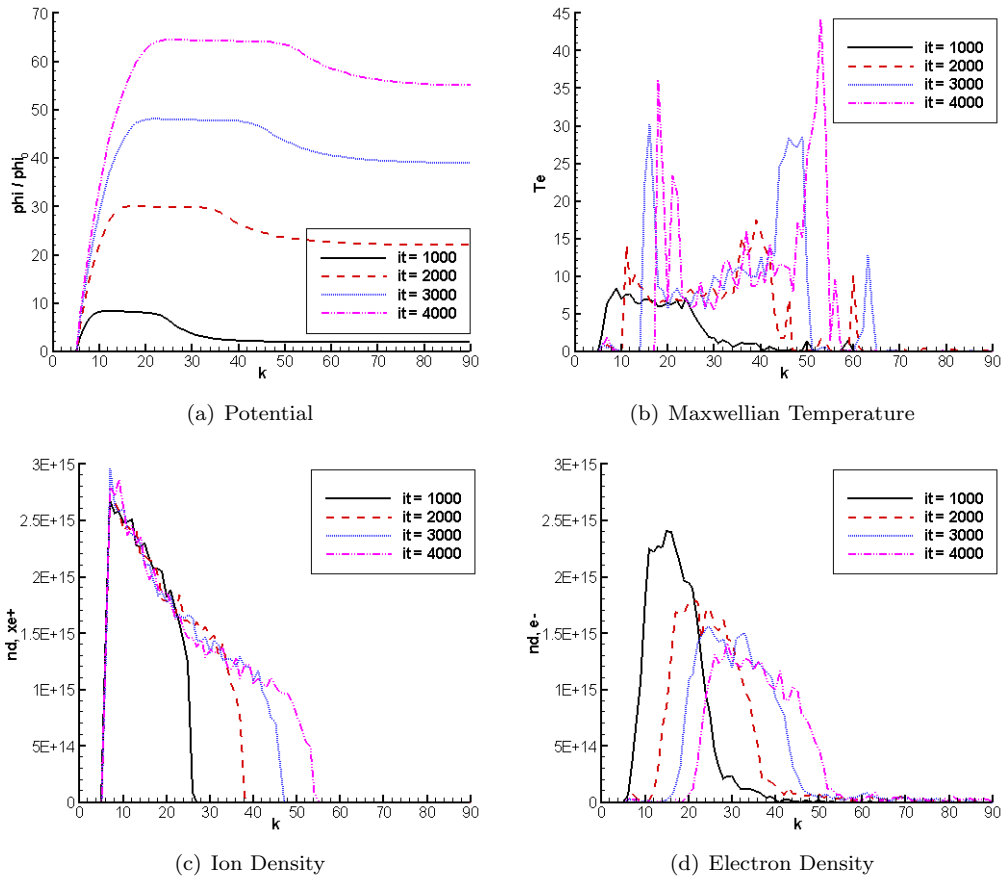 70
60
50
40
30
20
10
0
phi / phi0
0 10 20 30 40 50 60 70 80 90
k
it = 1000
it = 2000
it = 3000
it = 4000
(a) Potential
45
40
35
30
25
20
15
10
5
0
Te
0 10 20 30 40 50 60 70 80 90
k
it = 1000
it = 2000
it = 3000
it = 4000
(b) Maxwellian Temperature
3E+15
2.5E+15
2E+15
1.5E+15
1E+15
5E+14
0
nd, xe+
0 10 20 30 40 50 60 70 80 90
k
it = 1000
it = 2000
it = 3000
it = 4000
(c) Ion Density
3E+15
2.5E+15
2E+15
1.5E+15
1E+15
5E+14
0
nd, e-
0 10 20 30 40 50 60 70 80 90
k
it = 1000
it = 2000
it = 3000
it = 4000
(d) Electron Density